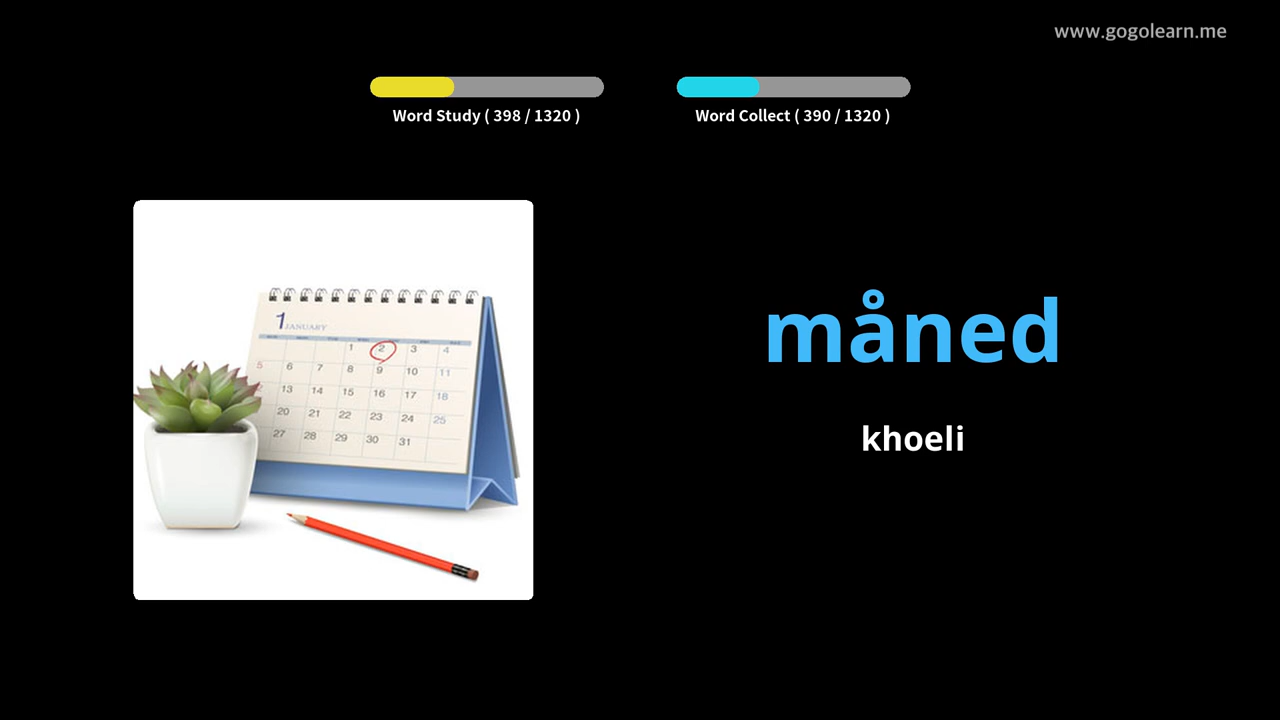 www.gogolearn.me
Word Study ( 398 / 1320 )
Word Collect ( 390 / 1320 )
1 JANUARY
1 2 3 4
5 6 7 8 9 10 11
13 14 15 16 17 18
20 21 22 23 24 25
27 28 29 30 31
måned
khoeli